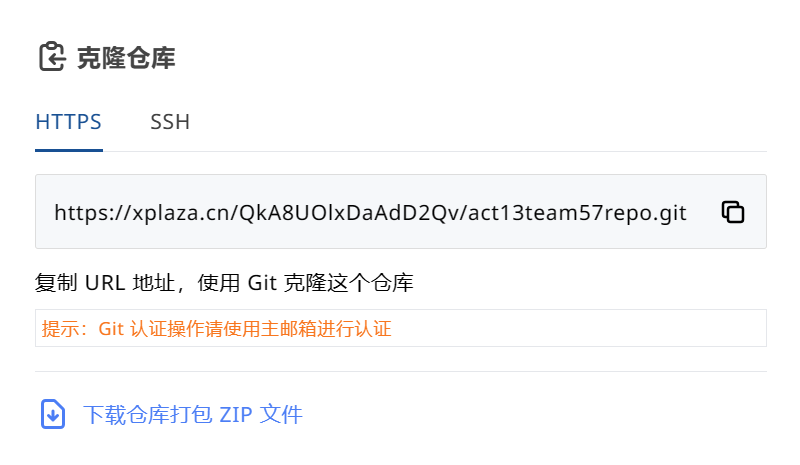 克隆仓库
HTTPS SSH
https://xplaza.cn/QkA8UOlxDaAdD2Qv/act13team57repo.git
复制 URL 地址，使用 Git 克隆这个仓库
提示：Git 认证操作请使用主邮箱进行认证
下载仓库打包 ZIP 文件